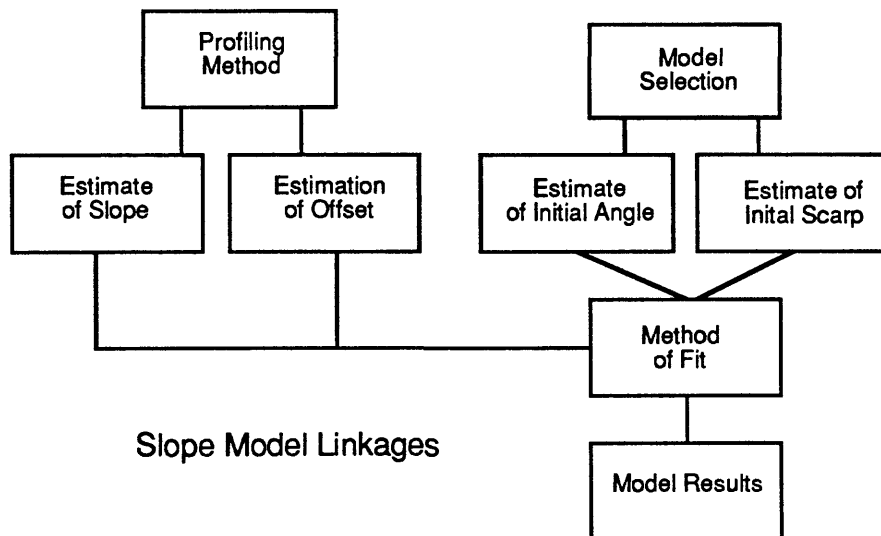 Profiling
Method
Model
Selection
Estimate
of Slope
Estimation
of Offset
Estimate
of Initial Angle
Estimate of
Inital Scarp
Method
of Fit
Slope Model Linkages
Model Results